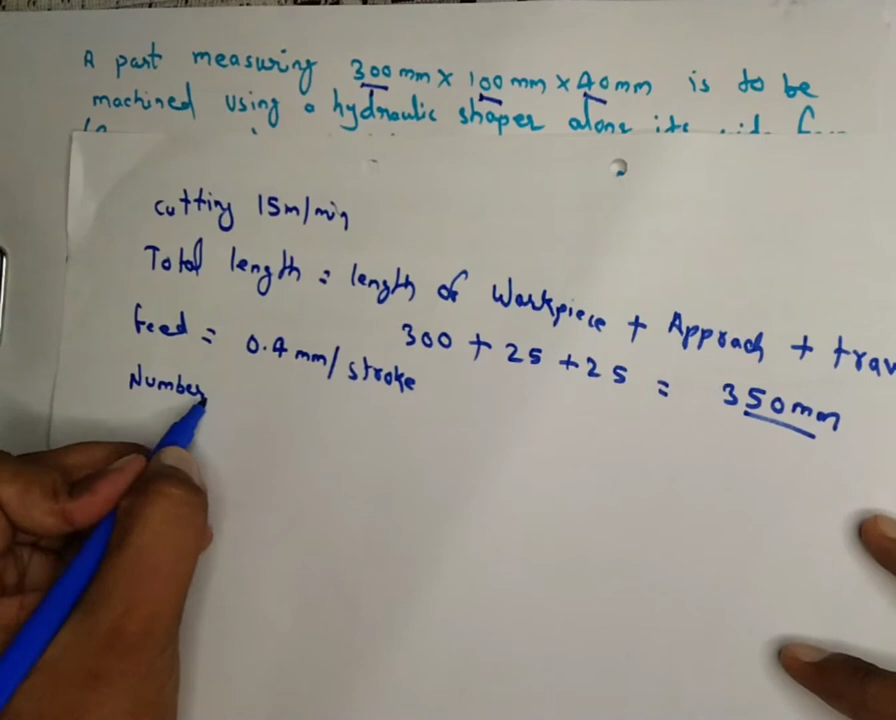 A part measuring 300mm x 100mm x 40mm is to be
machined using a hydraulic shaper alone its
Cutting 15m/min
Total length = length of Workpiece + Approach + trav
300 + 25 + 25 = 350mm
feed = 0.4 mm/stroke
Number